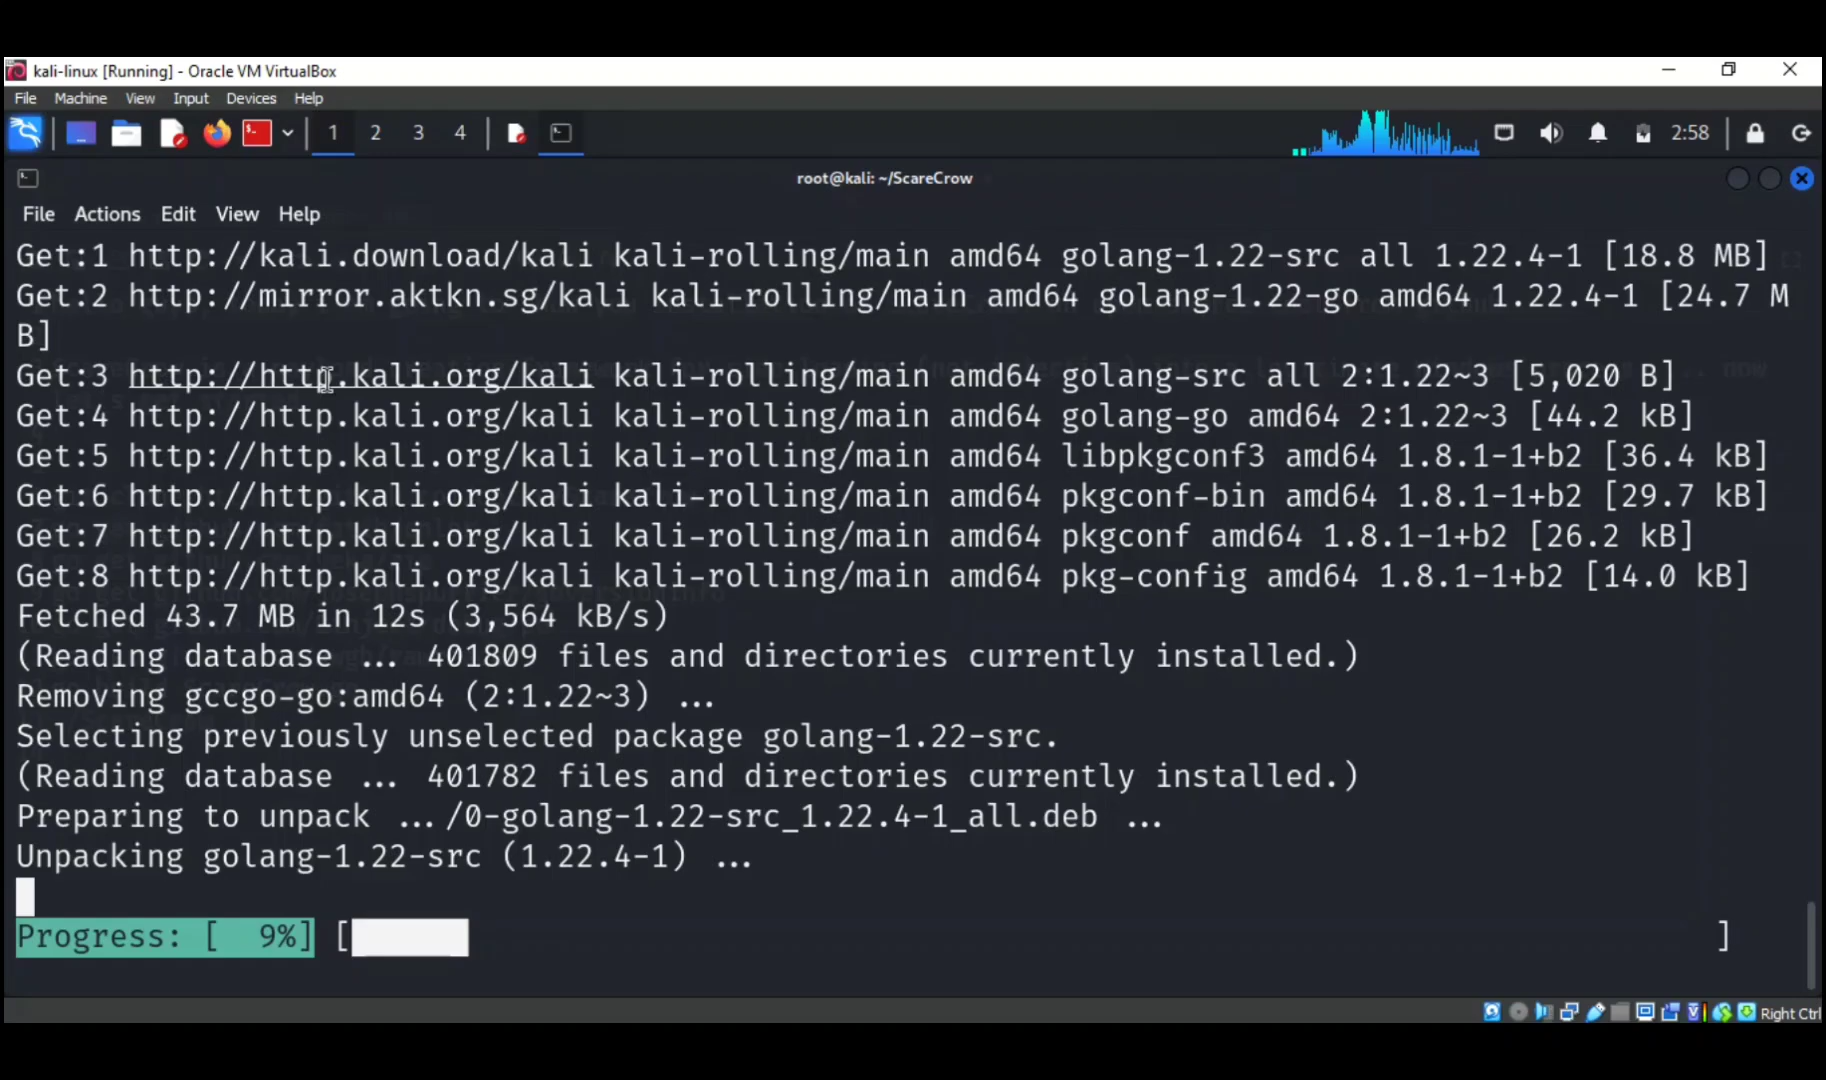 kali-linux [Running] - Oracle VM VirtualBox
File Machine View Input Devices Help
1 2 3 4 2:58
root@kali: ~/ScareCrow
File Actions Edit View Help
Get:1 http://kali.download/kali kali-rolling/main amd64 golang-1.22-src all 1.22.4-1 [18.8 MB]
Get:2 http://mirror.aktkn.sg/kali kali-rolling/main amd64 golang-1.22-go amd64 1.22.4-1 [24.7 M
B]
Get:3 http://http.kali.org/kali kali-rolling/main amd64 golang-src all 2:1.22~3 [5,020 B]
Get:4 http://http.kali.org/kali kali-rolling/main amd64 golang-go amd64 2:1.22~3 [44.2 kB]
Get:5 http://http.kali.org/kali kali-rolling/main amd64 libpkgconf3 amd64 1.8.1-1+b2 [36.4 kB]
Get:6 http://http.kali.org/kali kali-rolling/main amd64 pkgconf-bin amd64 1.8.1-1+b2 [29.7 kB]
Get:7 http://http.kali.org/kali kali-rolling/main amd64 pkgconf amd64 1.8.1-1+b2 [26.2 kB]
Get:8 http://http.kali.org/kali kali-rolling/main amd64 pkg-config amd64 1.8.1-1+b2 [14.0 kB]
Fetched 43.7 MB in 12s (3,564 kB/s)
(Reading database ... 401809 files and directories currently installed.)
Removing gccgo-go:amd64 (2:1.22~3) ...
Selecting previously unselected package golang-1.22-src.
(Reading database ... 401782 files and directories currently installed.)
Preparing to unpack .../0-golang-1.22-src_1.22.4-1_all.deb ...
Unpacking golang-1.22-src (1.22.4-1) ...
Progress: [  9%] [ ]
Right Ctrl